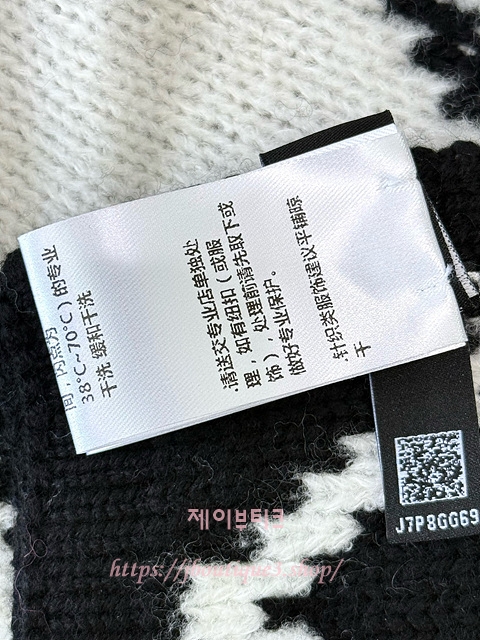 38°C~70°C）的专业
干洗 缓和干洗
.请送交专业店单独处
理，如有纽扣（或服
饰），处理前请先取下或
做好专业保护。
.针织类服饰建议平铺晾
干
J7P8GG69
제이부티크